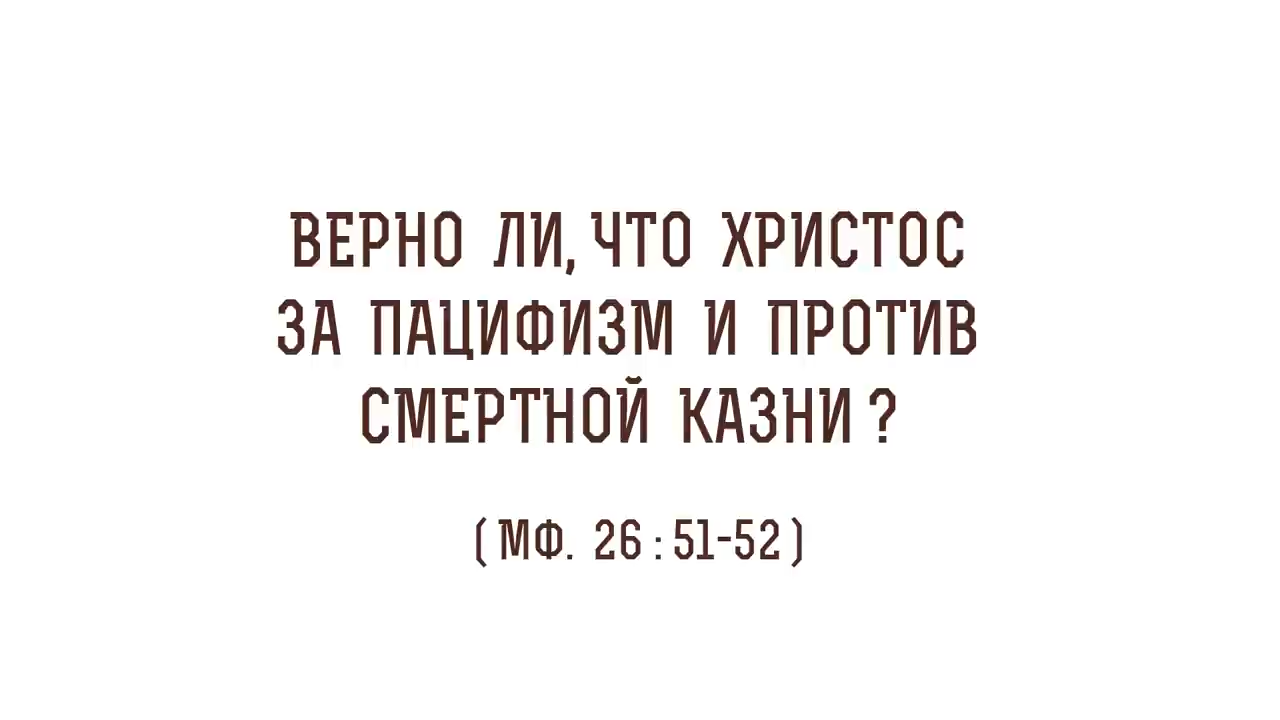 ВЕРНО ЛИ, ЧТО ХРИСТОС
ЗА ПАЦИФИЗМ И ПРОТИВ
СМЕРТНОЙ КАЗНИ?
(МФ. 26:51-52)